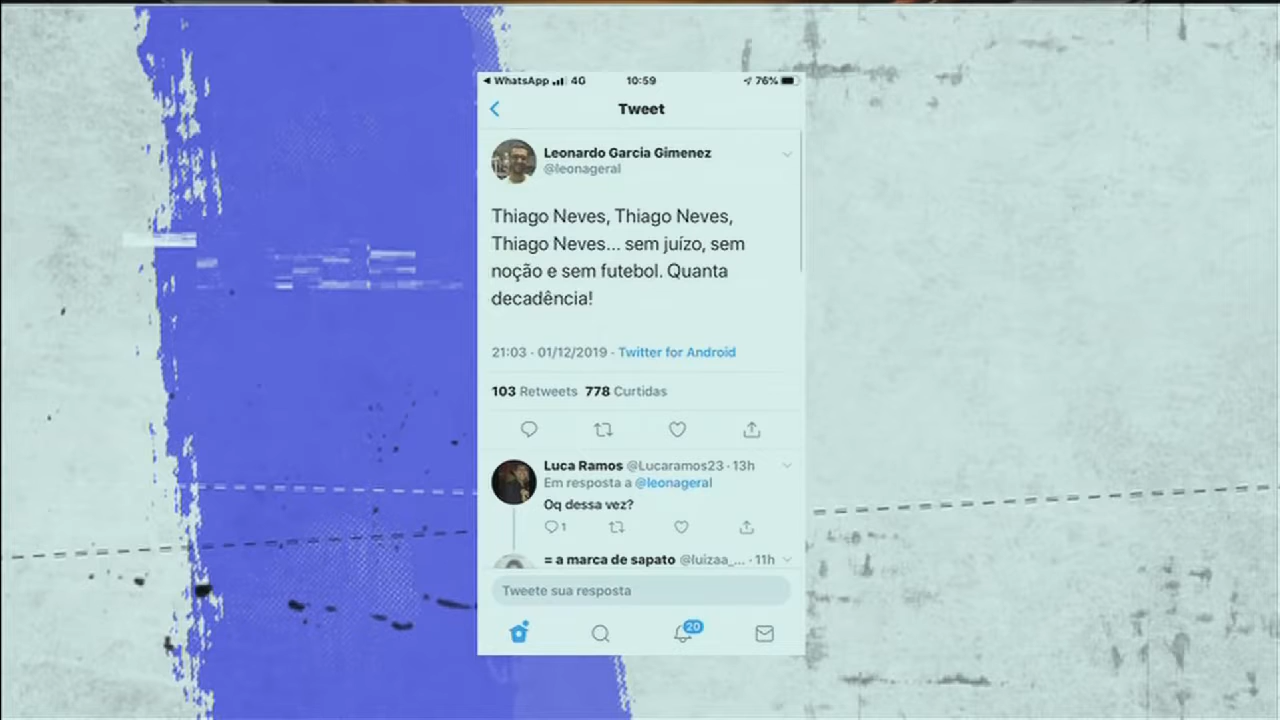 WhatsApp 4G 10:59 76%
Tweet
Leonardo Garcia Gimenez
@leonageral
Thiago Neves, Thiago Neves,
Thiago Neves... sem juízo, sem
noção e sem futebol. Quanta
decadência!
21:03 · 01/12/2019 · Twitter for Android
103 Retweets 778 Curtidas
Luca Ramos @Lucaramos23 · 13h
Em resposta a @leonageral
Oq dessa vez?
1
= a marca de sapato @luizaa_... · 11h
Tweete sua resposta
20